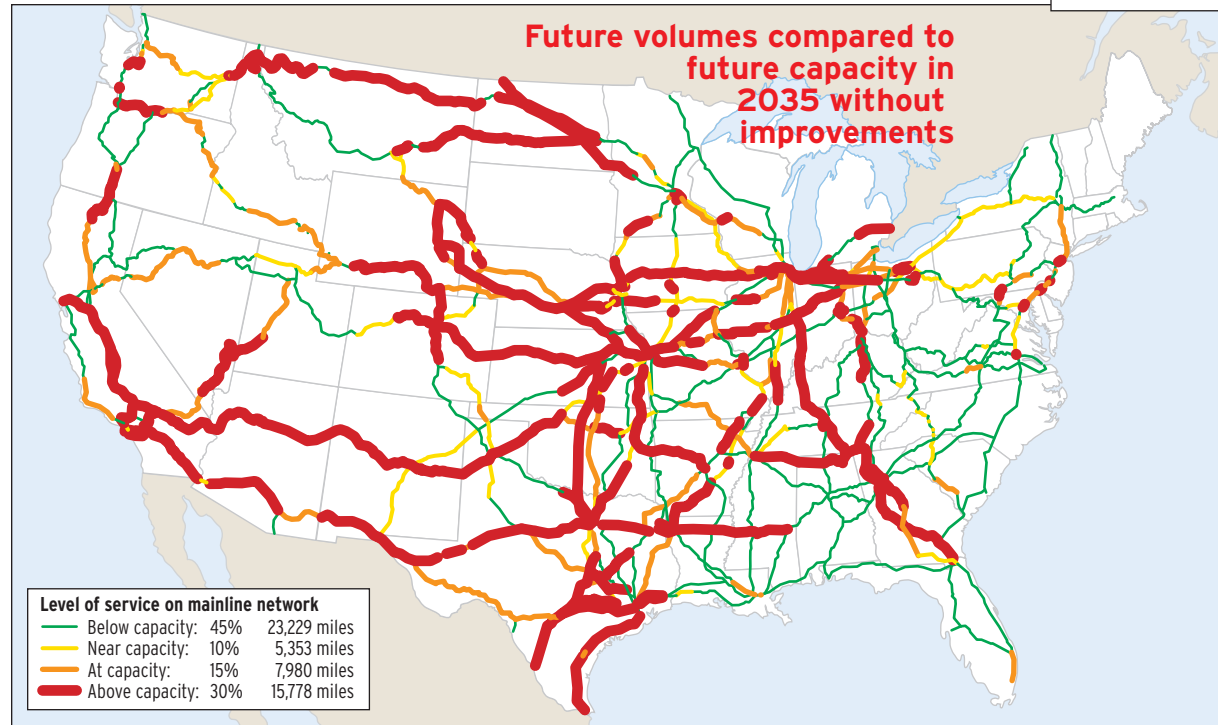 Future volumes compared to
future capacity in
2035 without
improvements
Level of service on mainline network
Below capacity: 45% 23,229 miles
Near capacity: 10% 5,353 miles
At capacity: 15% 7,980 miles
Above capacity: 30% 15,778 miles